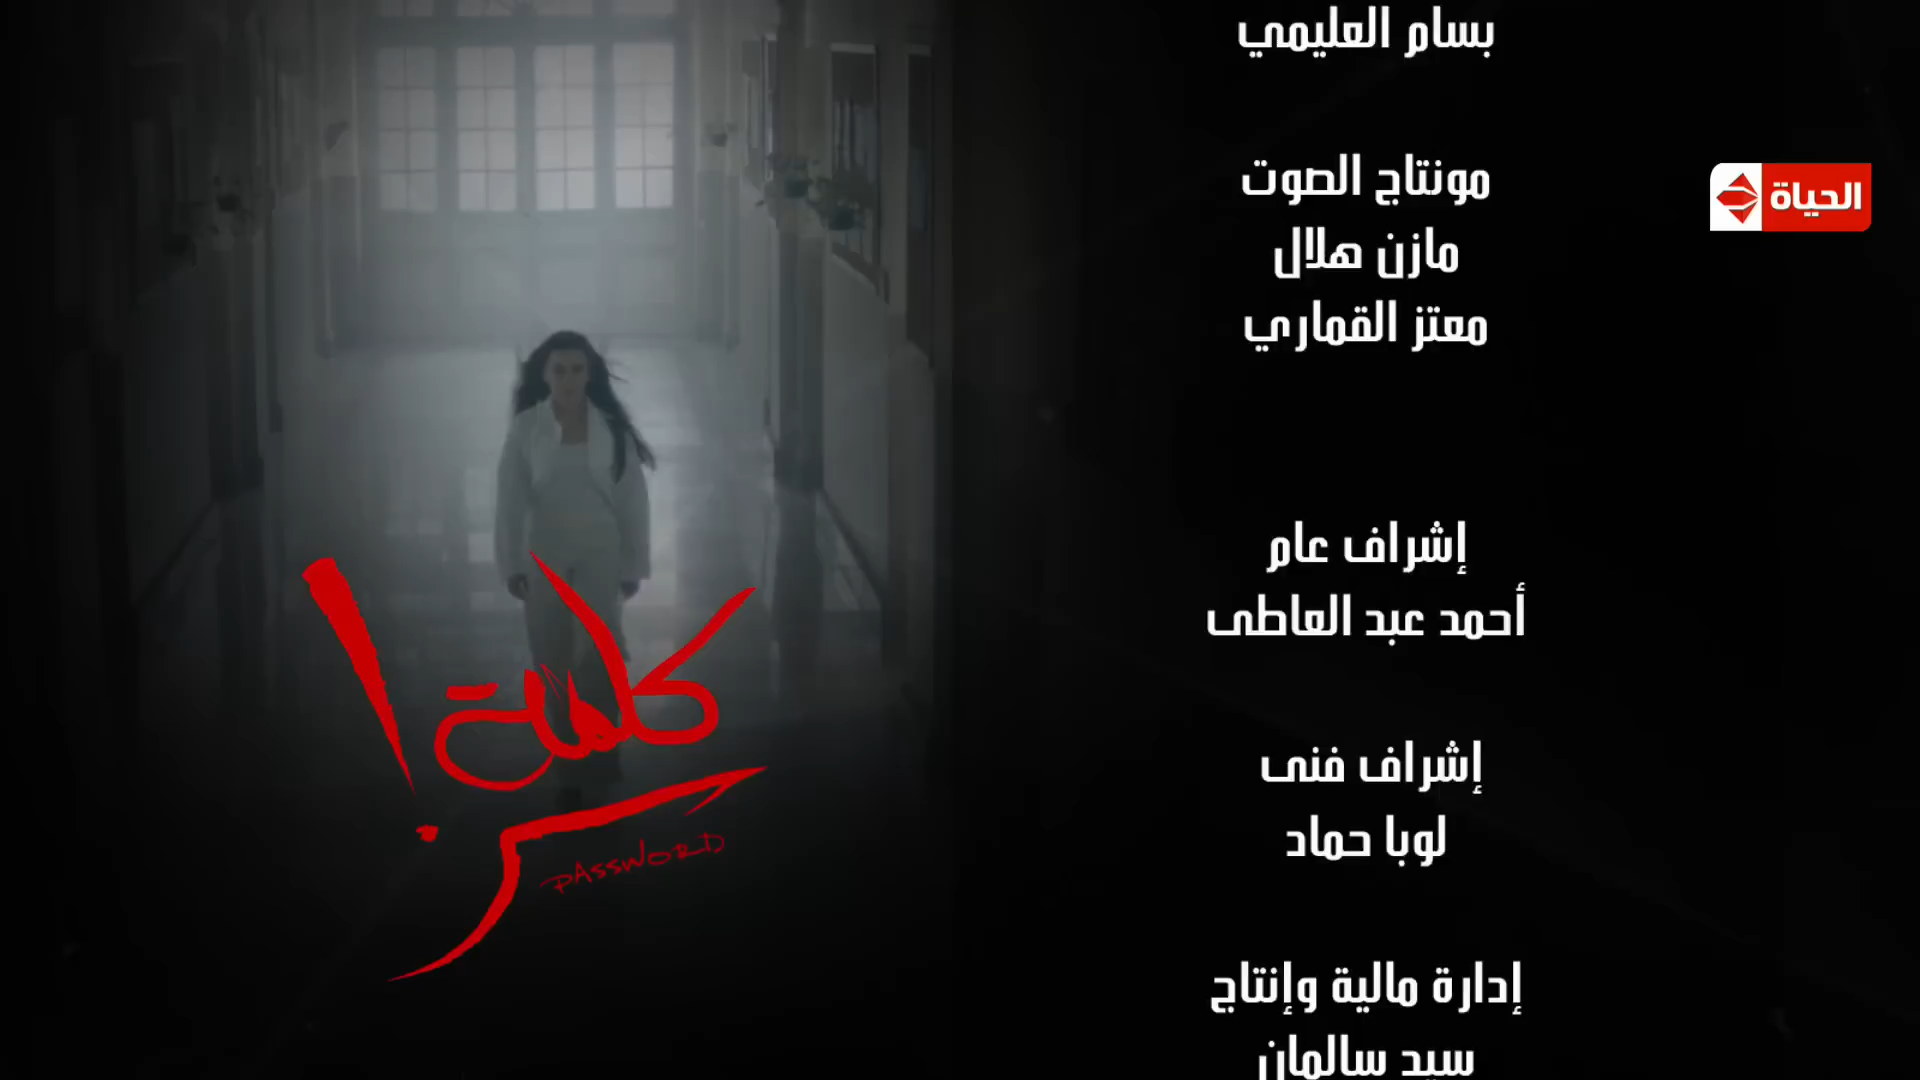 بسام العليمي
مونتاج الصوت
مازن هلال
معتز القماري
الحياة
إشراف عام
أحمد عبد العاطى
إشراف فنى
لوبا حماد
إدارة مالية وإنتاج
سيد سالمان
كلمة سر!
PASSWORD